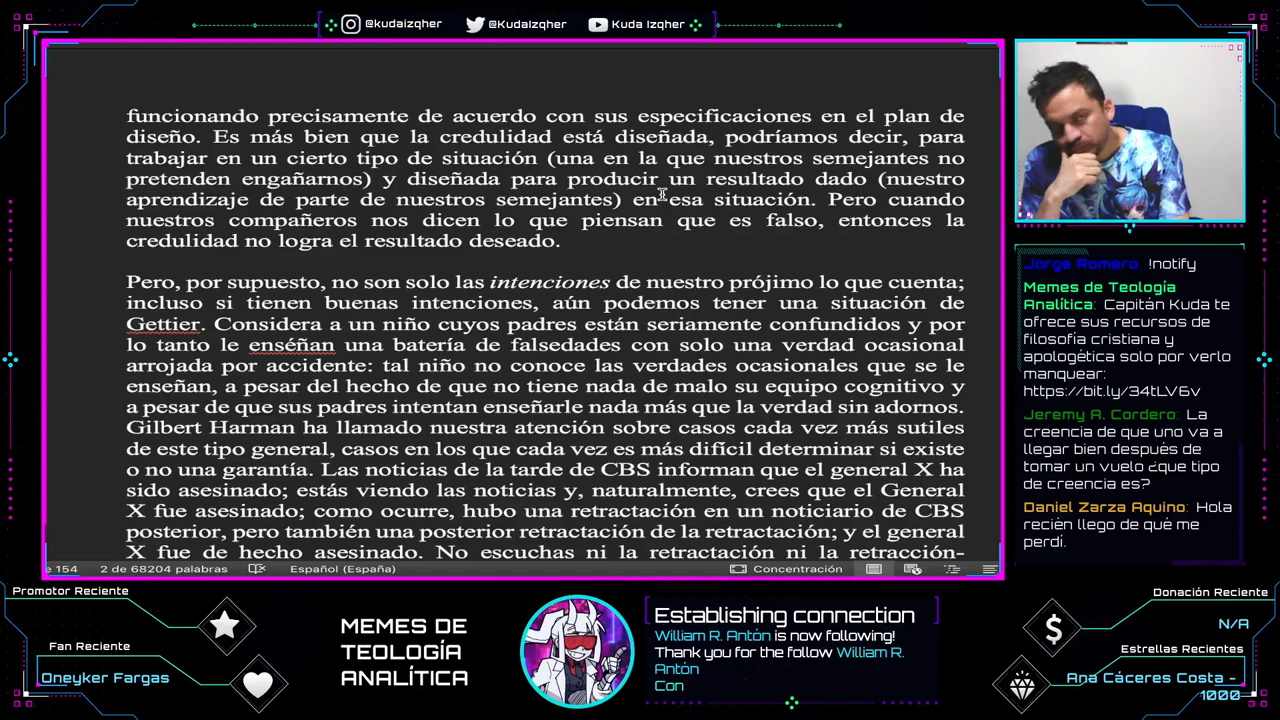 @kudaizqher
@Kudaizqher
Kuda Izqher
funcionando precisamente de acuerdo con sus especificaciones en el plan de
diseño. Es más bien que la credulidad está diseñada, podríamos decir, para
trabajar en un cierto tipo de situación (una en la que nuestros semejantes no
pretenden engañarnos) y diseñada para producir un resultado dado (nuestro
aprendizaje de parte de nuestros semejantes) en esa situación. Pero cuando
nuestros compañeros nos dicen lo que piensan que es falso, entonces la
credulidad no logra el resultado deseado.
Pero, por supuesto, no son solo las intenciones de nuestro prójimo lo que cuenta;
incluso si tienen buenas intenciones, aún podemos tener una situación de
Gettier. Considera a un niño cuyos padres están seriamente confundidos y por
lo tanto le enséñan una batería de falsedades con solo una verdad ocasional
arrojada por accidente: tal niño no conoce las verdades ocasionales que se le
enseñan, a pesar del hecho de que no tiene nada de malo su equipo cognitivo y
a pesar de que sus padres intentan enseñarle nada más que la verdad sin adornos.
Gilbert Harman ha llamado nuestra atención sobre casos cada vez más sutiles
de este tipo general, casos en los que cada vez es más difícil determinar si existe
o no una garantía. Las noticias de la tarde de CBS informan que el general X ha
sido asesinado; estás viendo las noticias y, naturalmente, crees que el General
X fue asesinado; como ocurre, hubo una retractación en un noticiario de CBS
posterior, pero también una posterior retractación de la retractación; y el general
X fue de hecho asesinado. No escuchas ni la retractación ni la retracción-
e 154 2 de 68204 palabras Español (España) Concentración
Jorge Romero !notify
Memes de Teología
Analítica: Capitán Kuda te
ofrece sus recursos de
filosofía cristiana y
apologética solo por verlo
manquear:
https://bit.ly/34tLV6v
Jeremy A. Cordero: La
creencia de que uno va a
llegar bien después de
tomar un vuelo ¿que tipo
de creencia es?
Daniel Zarza Aquino: Hola
recién llego de qué me
perdí.
Promotor Reciente
Fan Reciente
Oneyker Fargas
MEMES DE
TEOLOGÍA
ANALÍTICA
Establishing connection
William R. Antón is now following!
Thank you for the follow William R.
Antón
Con
Donación Reciente
N/A
Estrellas Recientes
Ana Cáceres Costa -
1000